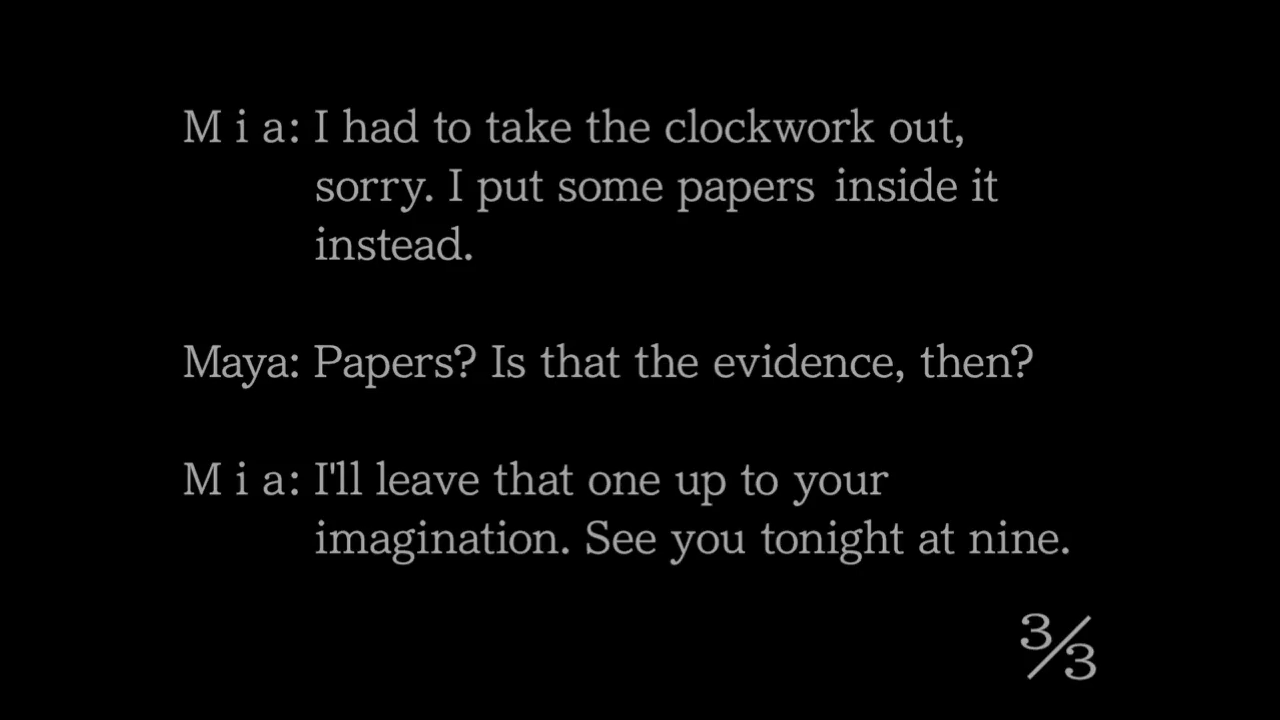 M i a: I had to take the clockwork out,
sorry. I put some papers inside it
instead.
Maya: Papers? Is that the evidence, then?
M i a: I'll leave that one up to your
imagination. See you tonight at nine.
3/3